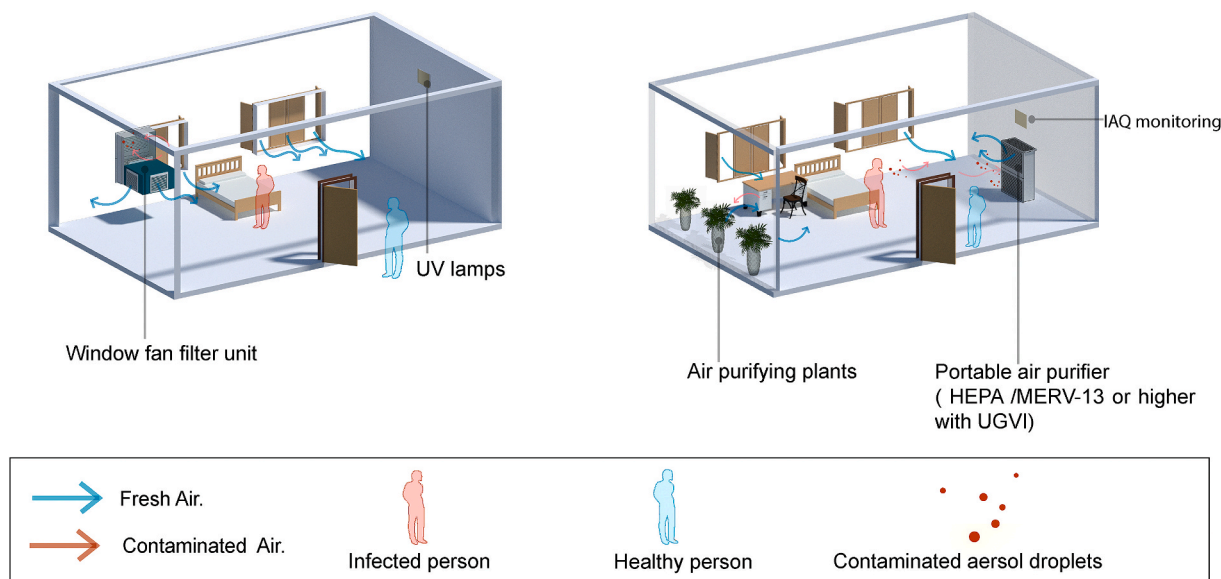 UV lamps
Window fan filter unit
IAQ monitoring
Air purifying plants
Portable air purifier
( HEPA /MERV-13 or higher
with UGVI)
Fresh Air.
Contaminated Air.
Infected person
Healthy person
Contaminated aersol droplets